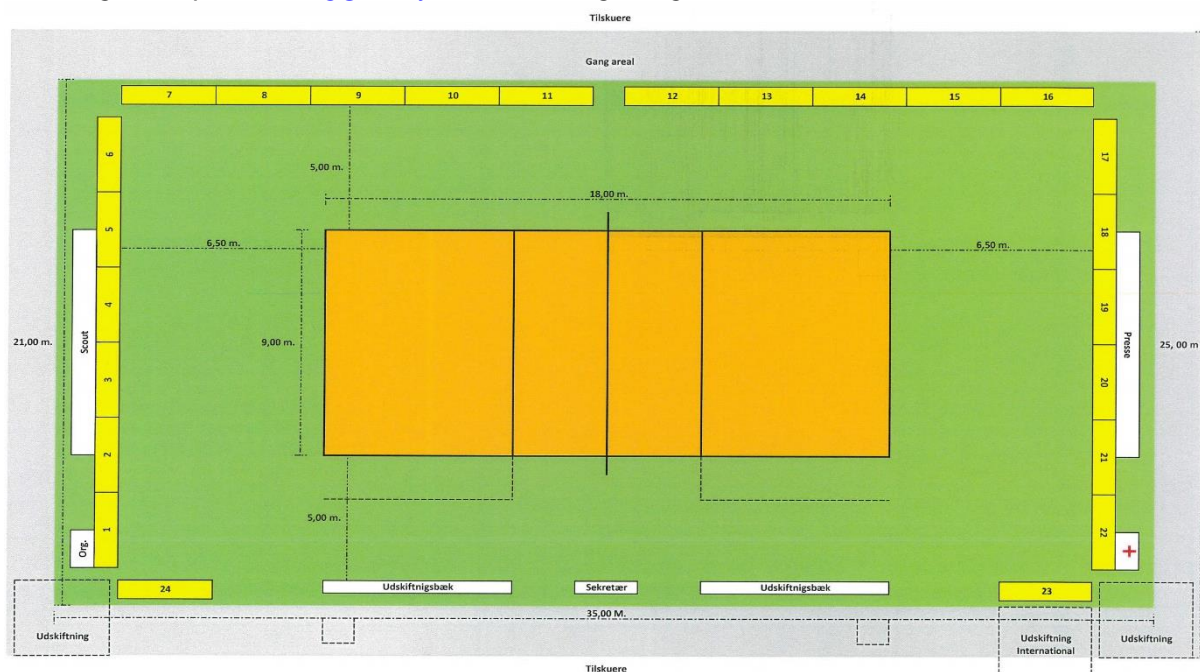 Tilskuere
Gang areal
7 8 9 10 11 12 13 14 15 16
6
5
4
3
2
1
Scout
Org.
17
18
19
20
21
22
Presse
5,00 m.
18,00 m.
6,50 m.
6,50 m.
21,00 m.
9,00 m.
25, 00 m
5,00 m.
24
Udskiftnigsbæk
Sekretær
Udskiftnigsbæk
23
35,00 M.
Udskiftning
Udskiftning
International
Udskiftning
Tilskuere